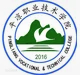 平凉职业技术学院
2016
PINGLIANG VOCATIONAL & TECHNICAL COLLEGE